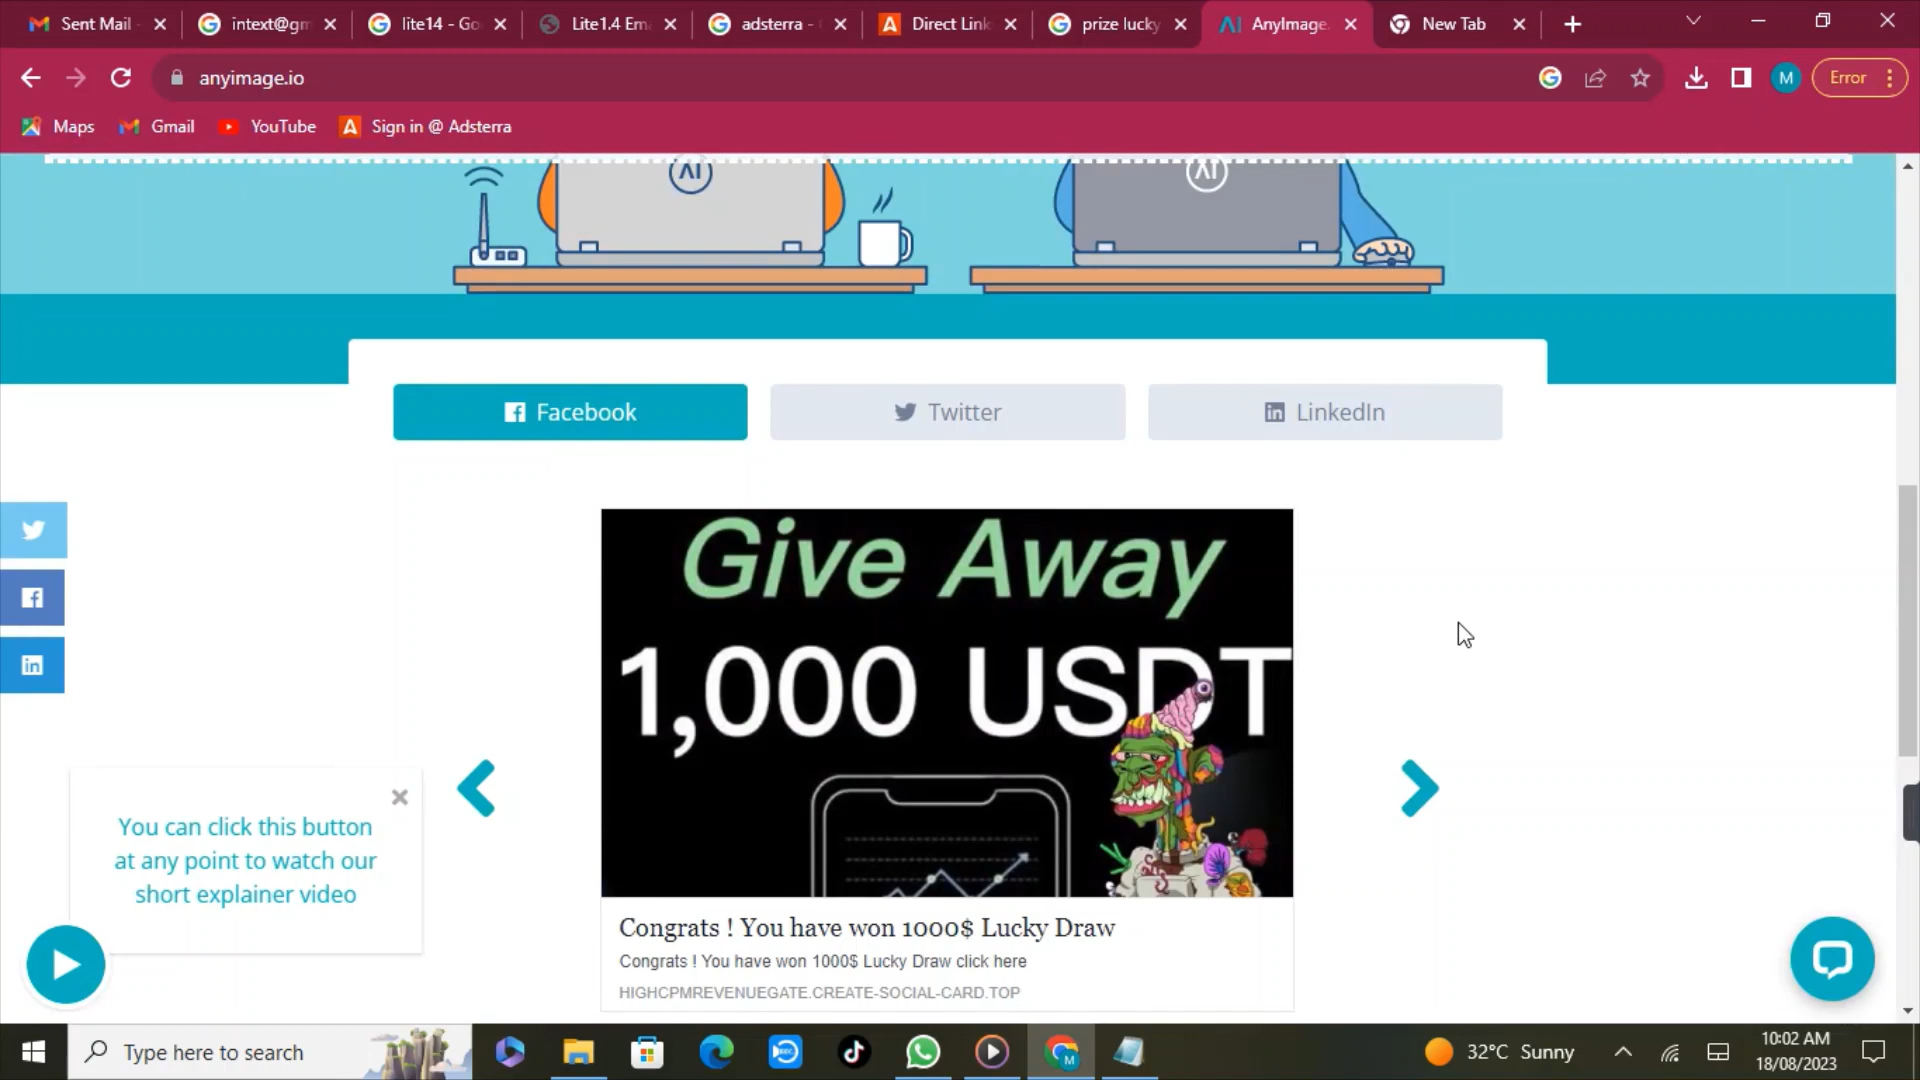 Sent Mail -
intext@gm
lite14 - Go
Lite1.4 Em
adsterra -
Direct Link
prize lucky
AnyImage.
New Tab
anyimage.io
M
Error
Maps
Gmail
YouTube
Sign in @ Adsterra
Facebook
Twitter
LinkedIn
Give Away
1,000 USDT
Congrats ! You have won 1000$ Lucky Draw
Congrats ! You have won 1000$ Lucky Draw click here
HIGHCPMREVENUEGATE.CREATE-SOCIAL-CARD.TOP
You can click this button
at any point to watch our
short explainer video
Type here to search
32°C Sunny
10:02 AM
18/08/2023